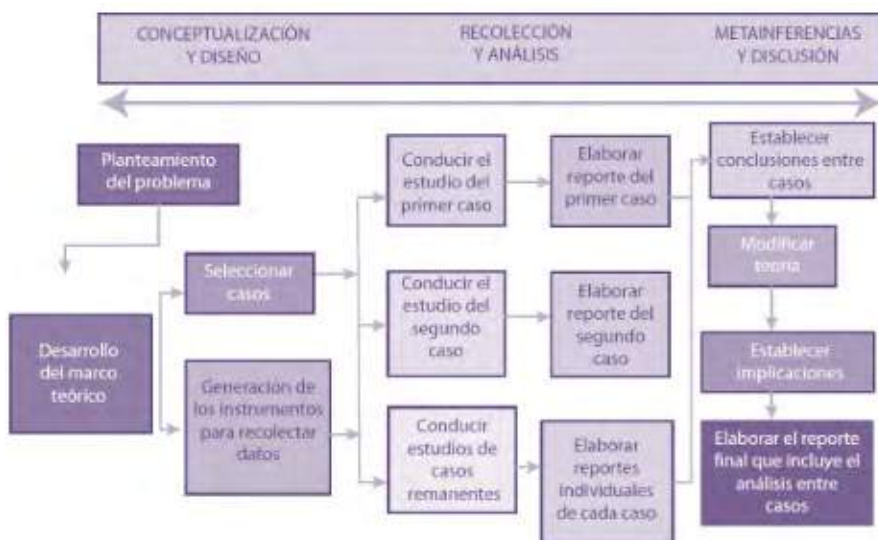 CONCEPTUALIZACIÓN
Y DISEÑO
RECOLECCIÓN
Y ANÁLISIS
METAINFERENCIAS
Y DISCUSIÓN
Planteamiento
del problema
Desarrollo
del marco
teórico
Seleccionar
casos
Generación de
los instrumentos
para recolectar
datos
Conducir el
estudio del
primer caso
Conducir el
estudio del
segundo caso
Conducir
estudios de
casos
remanentes
Elaborar
reporte del
primer caso
Elaborar
reporte del
segundo caso
Elaborar
reportes
individuales
de cada caso
Establecer
conclusiones entre
casos
Modificar
teoría
Establecer
implicaciones
Elaborar el reporte
final que incluye el
análisis entre
casos